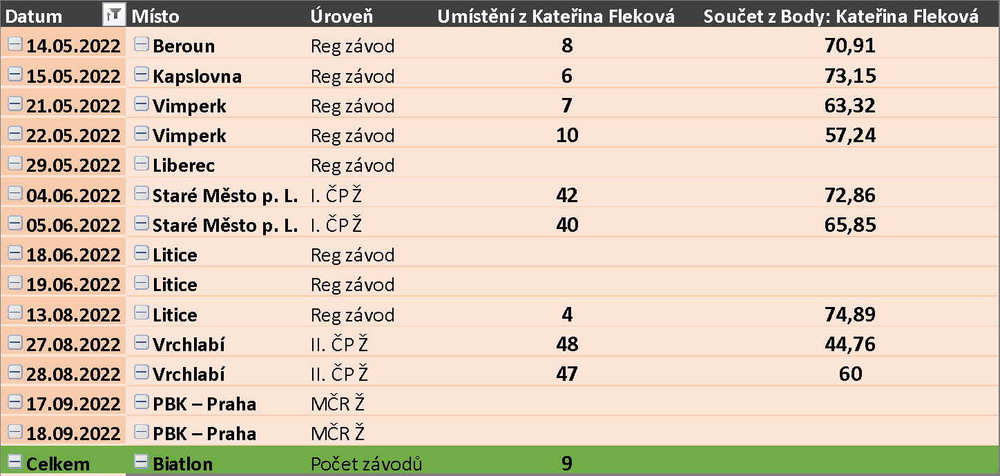 Datum Místo Úroveň Umístění z Kateřina Fleková Součet z Body: Kateřina Fleková
14.05.2022 Beroun Reg závod 8 70,91
15.05.2022 Kapslovna Reg závod 6 73,15
21.05.2022 Vimperk Reg závod 7 63,32
22.05.2022 Vimperk Reg závod 10 57,24
29.05.2022 Liberec Reg závod
04.06.2022 Staré Město p. L. I. ČP Ž 42 72,86
05.06.2022 Staré Město p. L. I. ČP Ž 40 65,85
18.06.2022 Litice Reg závod
19.06.2022 Litice Reg závod
13.08.2022 Litice Reg závod 4 74,89
27.08.2022 Vrchlabí II. ČP Ž 48 44,76
28.08.2022 Vrchlabí II. ČP Ž 47 60
17.09.2022 PBK – Praha MČR Ž
18.09.2022 PBK – Praha MČR Ž
Celkem Biatlon Počet závodů 9